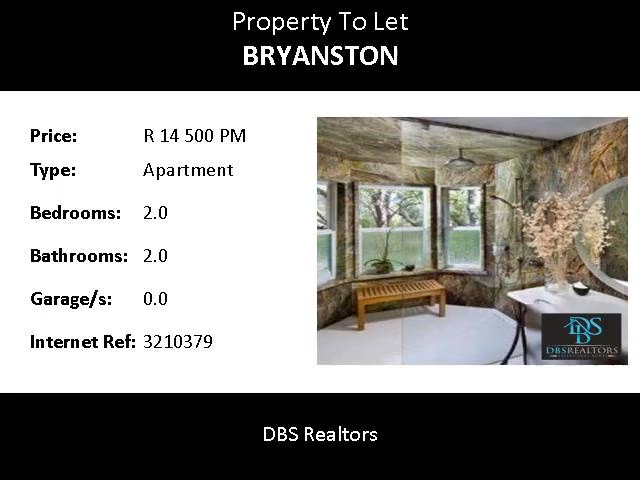 Property To Let
BRYANSTON
Price: R 14 500 PM
Type: Apartment
Bedrooms: 2.0
Bathrooms: 2.0
Garage/s: 0.0
Internet Ref: 3210379
DBS
DBSREALTORS
DBS Realtors